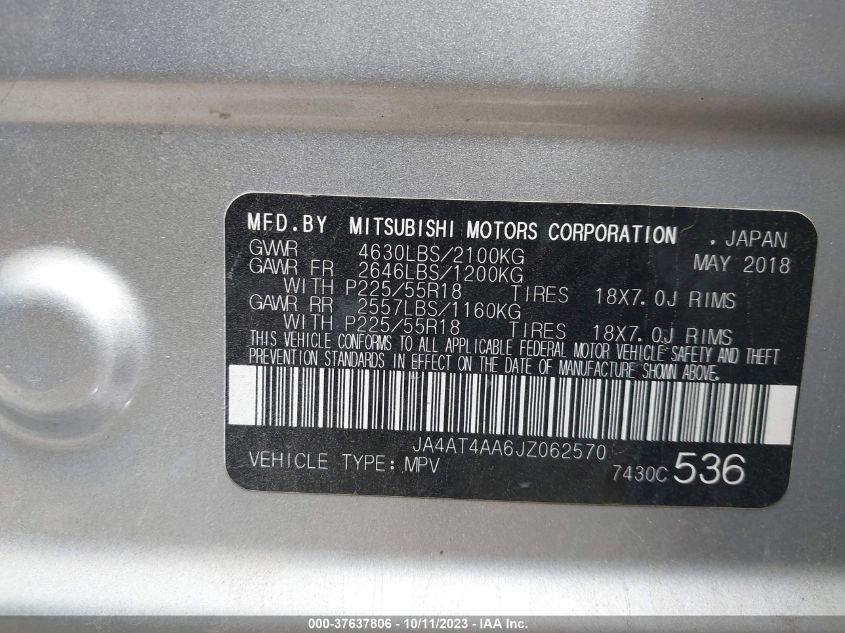 MFD.BY MITSUBISHI MOTORS CORPORATION , JAPAN
GVWR 4630LBS/2100KG MAY 2018
GAWR FR 2646LBS/1200KG
WITH P225/55R18 TIRES 18X7.0J RIMS
GAWR RR 2557LBS/1160KG
WITH P225/55R18 TIRES 18X7.0J RIMS
THIS VEHICLE CONFORMS TO ALL APPLICABLE FEDERAL MOTOR VEHICLE SAFETY AND THEFT
PREVENTION STANDARDS IN EFFECT ON THE DATE OF MANUFACTURE SHOWN ABOVE.
JA4AT4AA6JZ062570
VEHICLE TYPE:MPV 7430C 536
000-37637806 - 10/11/2023 - IAA Inc.